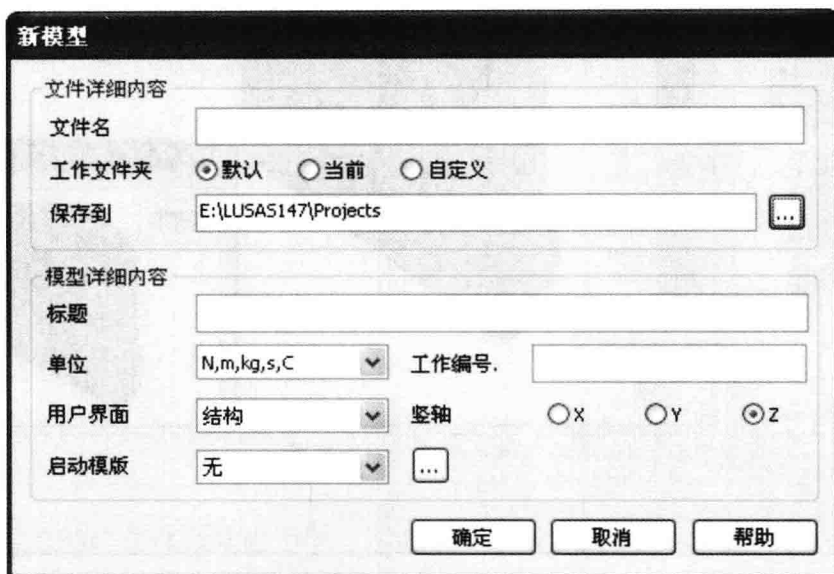 新模型
文件详细内容
文件名
工作文件夹 默认 当前 自定义
保存到 E:\LUSAS147\Projects ...
模型详细内容
标题
单位 N,m,kg,s,C 工作编号.
用户界面 结构 竖轴 X Y Z
启动模版 无 ...
确定 取消 帮助